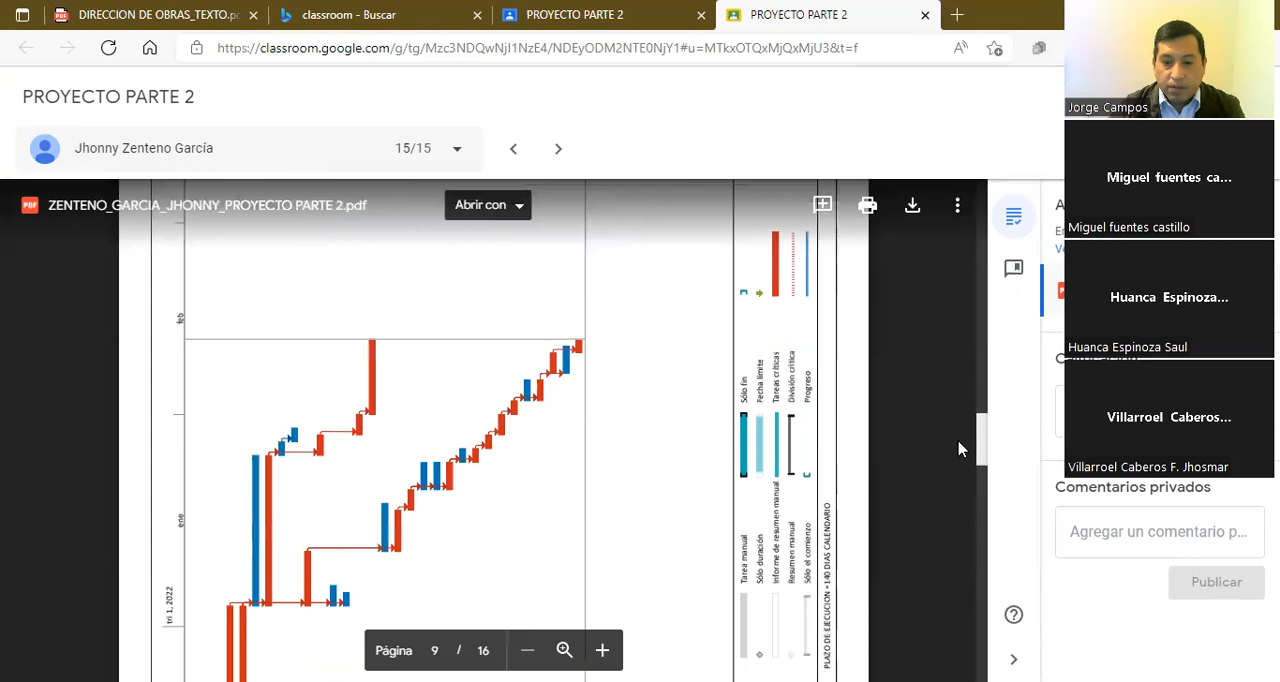 DIRECCION DE OBRAS_TEXTO.pd
classroom - Buscar
PROYECTO PARTE 2
PROYECTO PARTE 2
https://classroom.google.com/g/tg/Mzc3NDQwNjI1NzE4/NDEyODM2NTE0NjY1#u=MTkxOTQxMjQxMjU3&t=f
PROYECTO PARTE 2
Jhonny Zenteno García
15/15
PDF
ZENTENO_GARCIA_JHONNY_PROYECTO PARTE 2.pdf
Abrir con
feb
ene
tri 1, 2022
Sólo fin
Fecha límite
Tareas críticas
División crítica
Progreso
Tarea manual
Sólo duración
Informe de resumen manual
Resumen manual
Sólo el comienzo
PLAZO DE EJECUCION =140 DIAS CALENDARIO
Página 9 / 16
Comentarios privados
Agregar un comentario p...
Publicar
Jorge Campos
Miguel fuentes ca...
Miguel fuentes castillo
Huanca Espinoza...
Huanca Espinoza Saul
Villarroel Caberos...
Villarroel Caberos F. Jhosmar